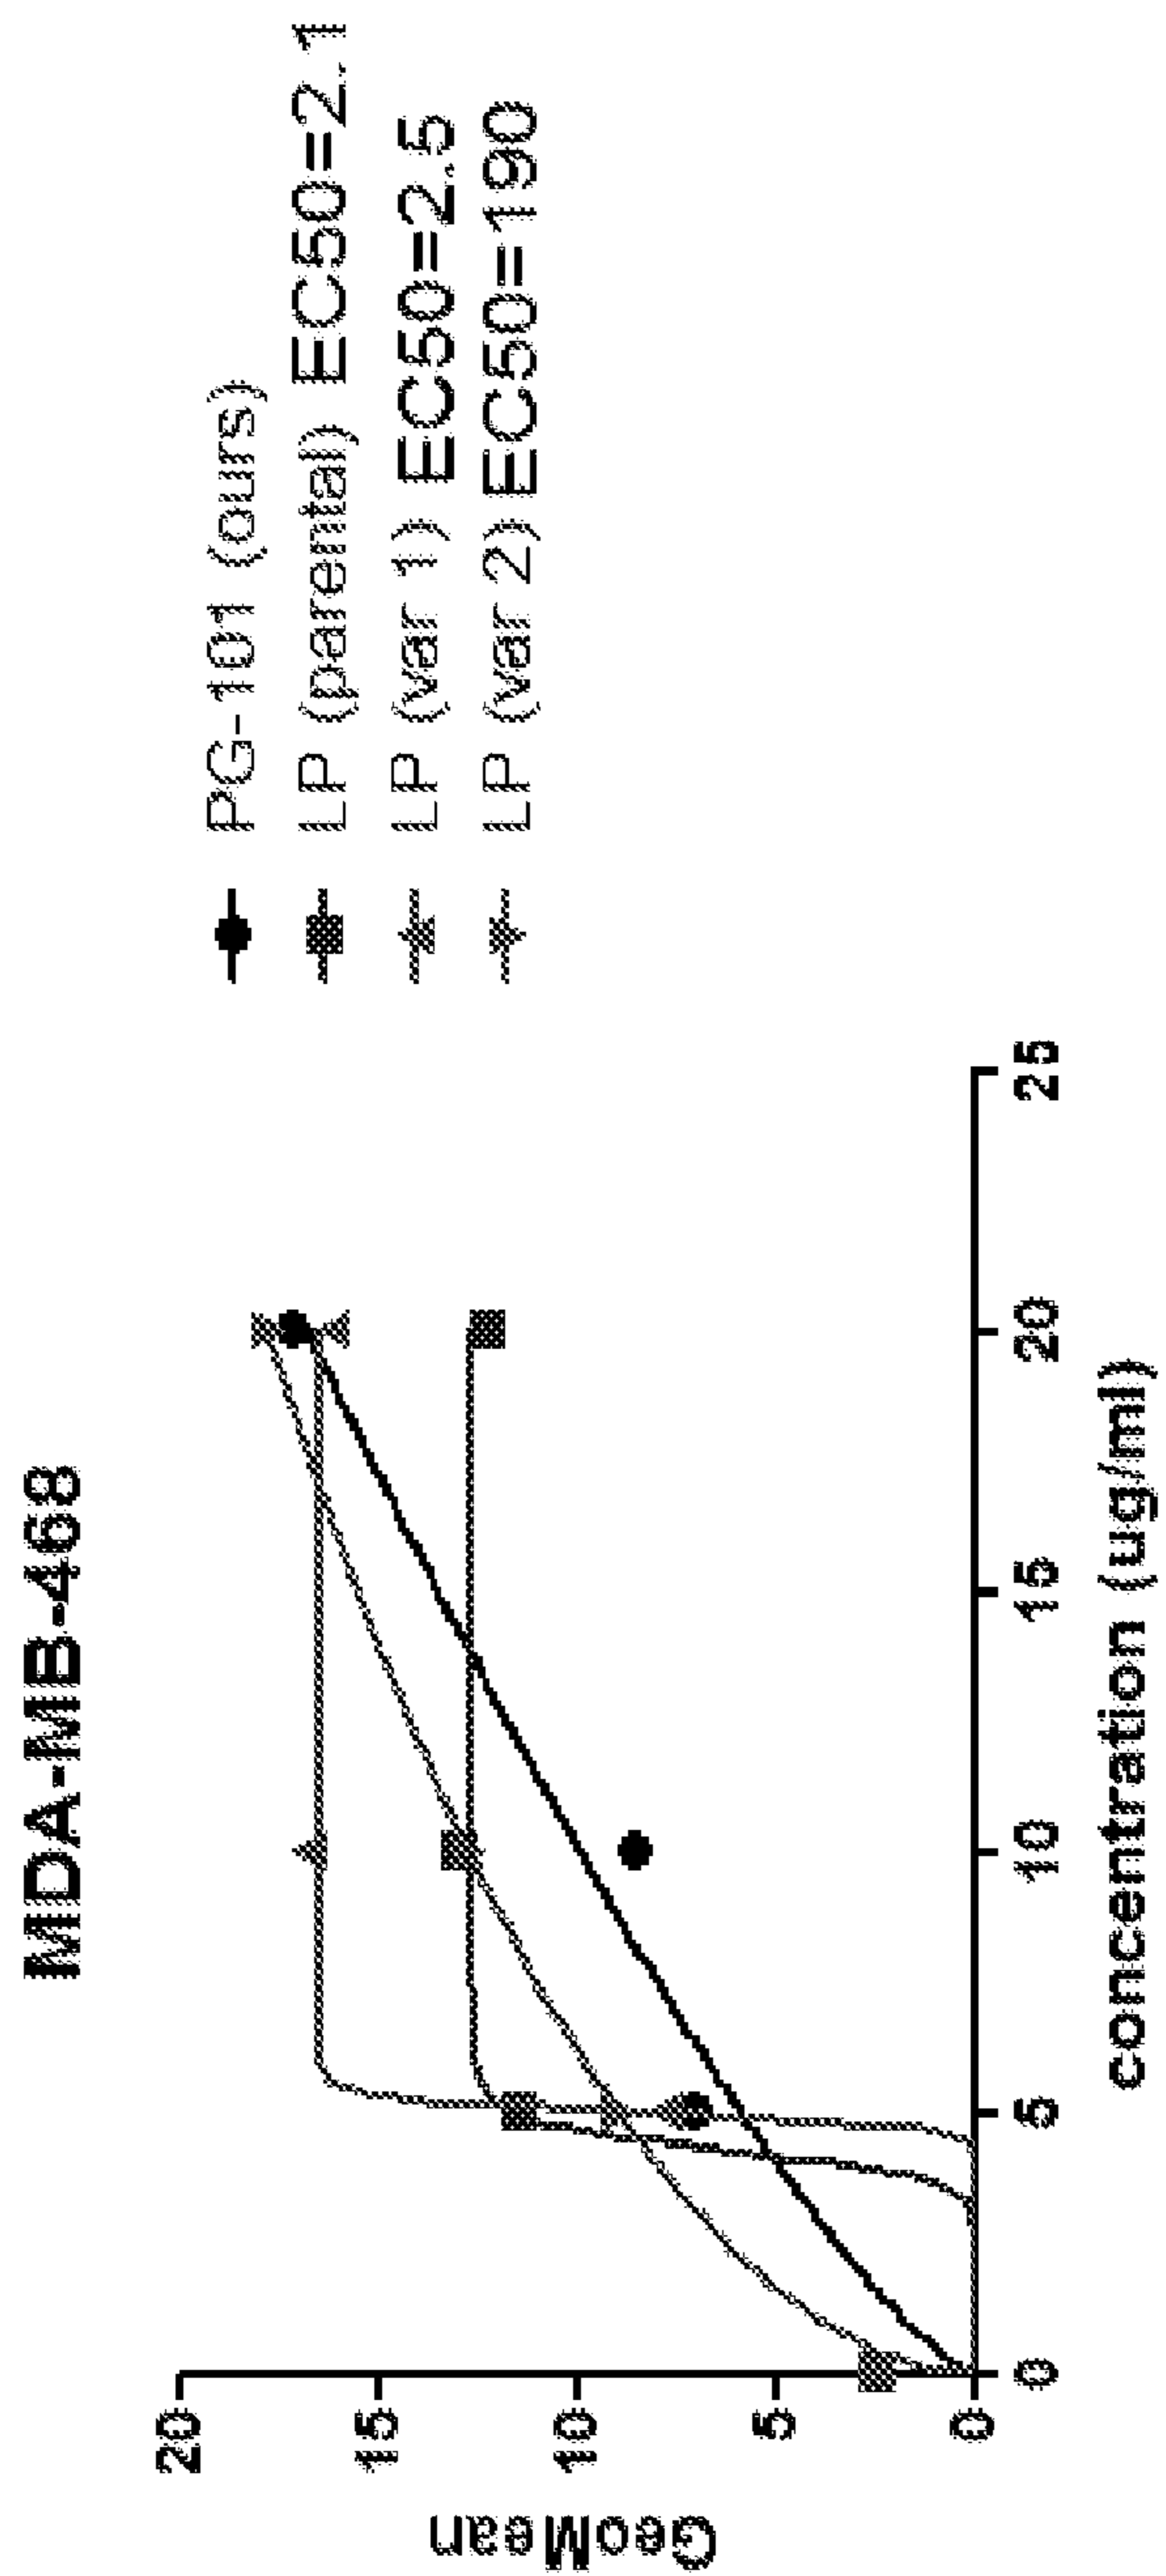 MDA-MB-468
GeoMean
20
15
10
5
0
0 5 10 15 20 25
concentration (ug/ml)
PG-101 (ours)
LP (parental) EC50=2.1
LP (var 1) EC50=2.5
LP (var 2) EC50=190